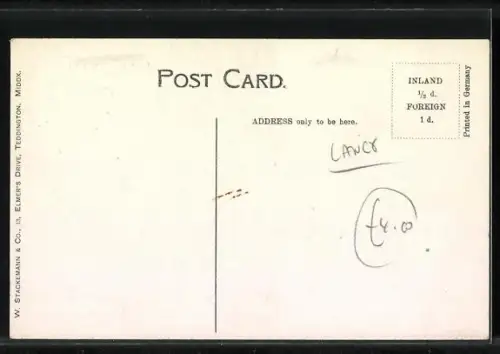 POST CARD.
INLAND
½ d.
FOREIGN
1 d.
Printed in Germany
ADDRESS only to be here.
LANCS
£4.00
W. STACKEMANN & CO., 13, ELMER'S DRIVE, TEDDINGTON, MIDDX.